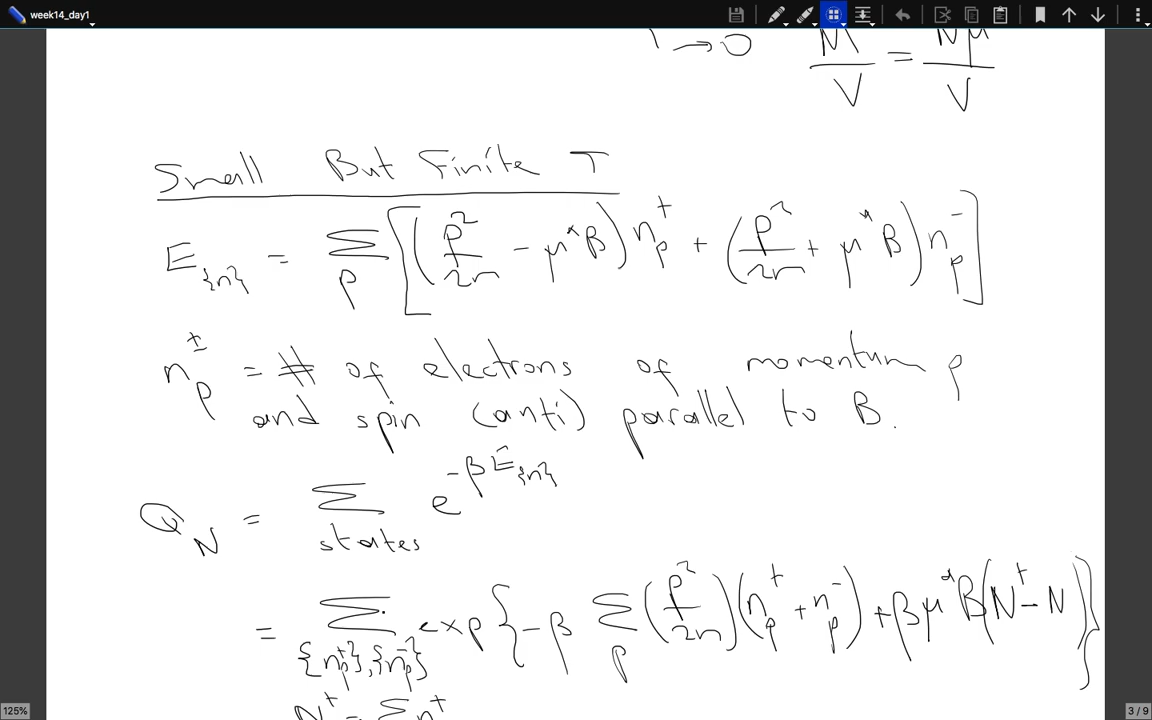 week14_day1
→ 0 M/V = Nμ/V
Small But Finite T
E_{n} = Σ_p [(p²/2m − μ*B) n_p^+ + (p²/2m + μ*B) n_p^-]
n_p^± = # of electrons of momentum p
and spin (anti) parallel to B.
Q_N = Σ_states e^{-βE_{n}}
= Σ_{{n_p^+},{n_p^-}} exp{−β Σ_p (p²/2m)(n_p^+ + n_p^-) + βμ*B(N^+ − N)}
N^+ = Σ n^+
125%
3 / 9